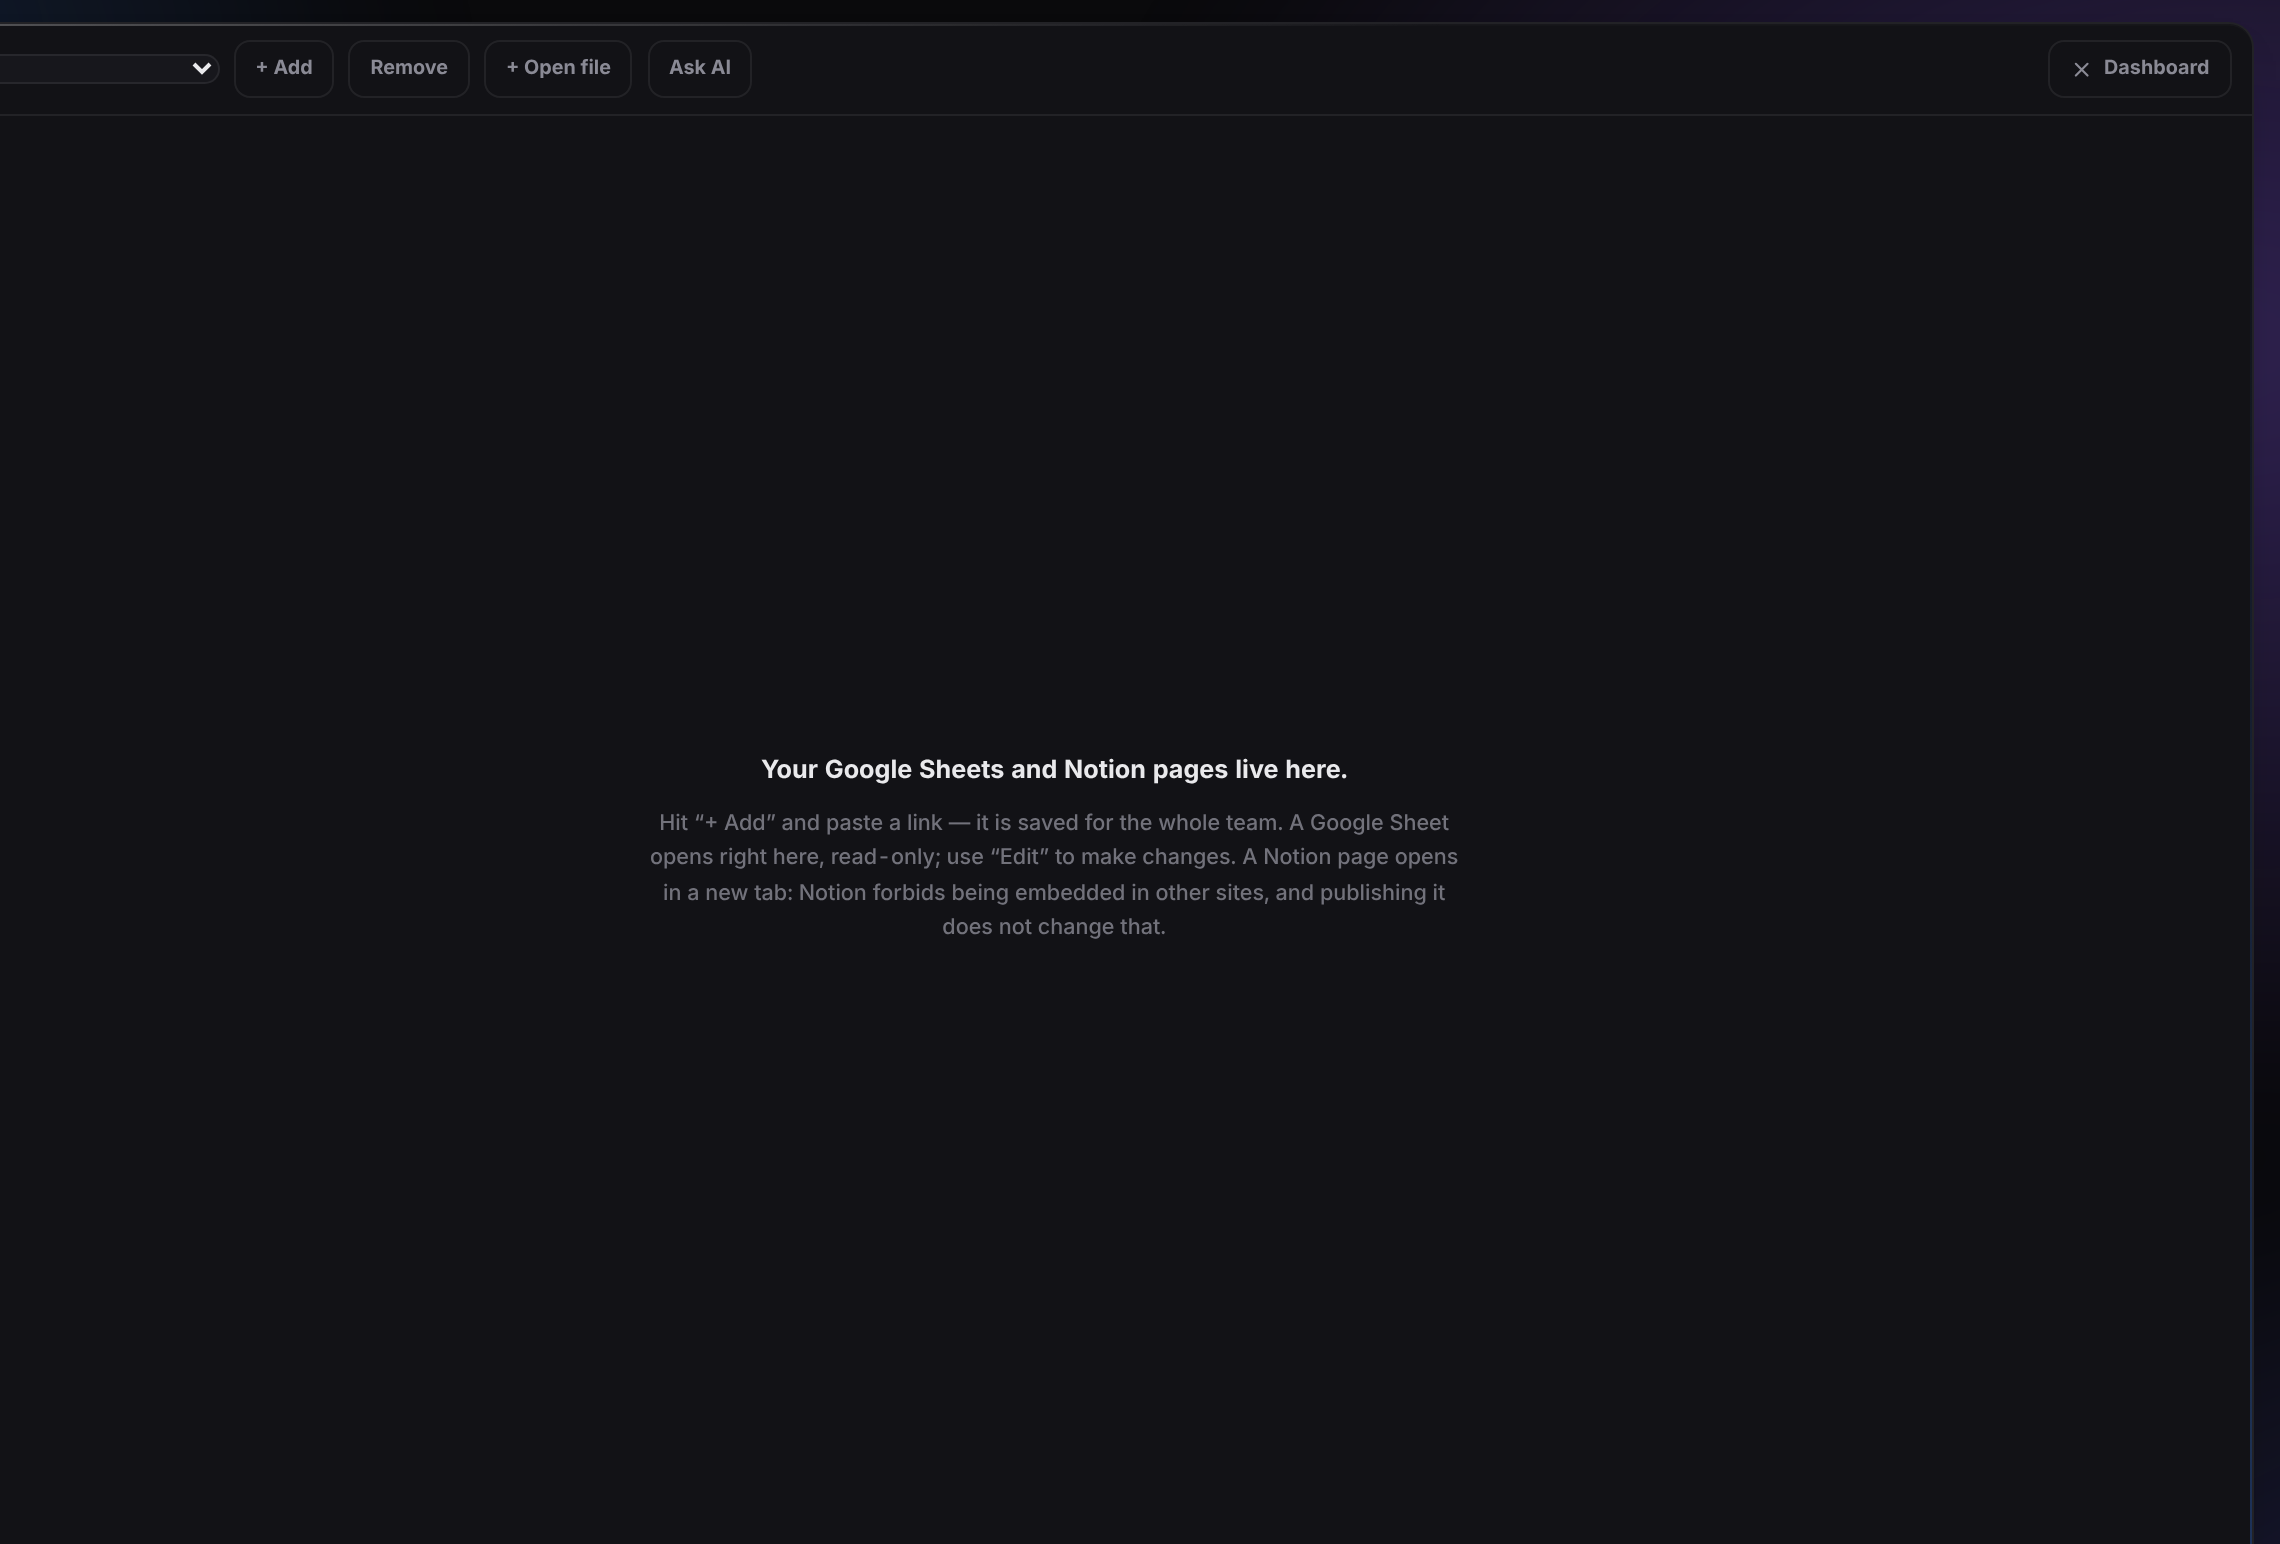 + Add
Remove
+ Open file
Ask AI
Dashboard
Your Google Sheets and Notion pages live here.
Hit “+ Add” and paste a link — it is saved for the whole team. A Google Sheet
opens right here, read-only; use “Edit” to make changes. A Notion page opens
in a new tab: Notion forbids being embedded in other sites, and publishing it
does not change that.